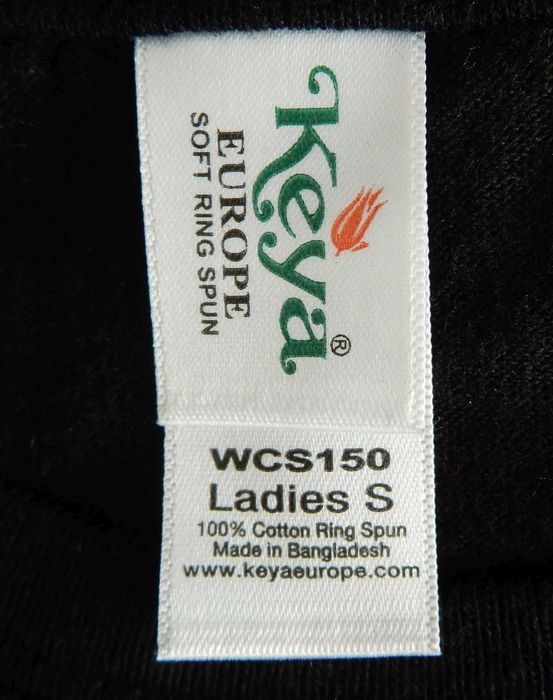 Keya®
EUROPE
SOFT RING SPUN
WCS150
Ladies S
100% Cotton Ring Spun
Made in Bangladesh
www.keyaeurope.com